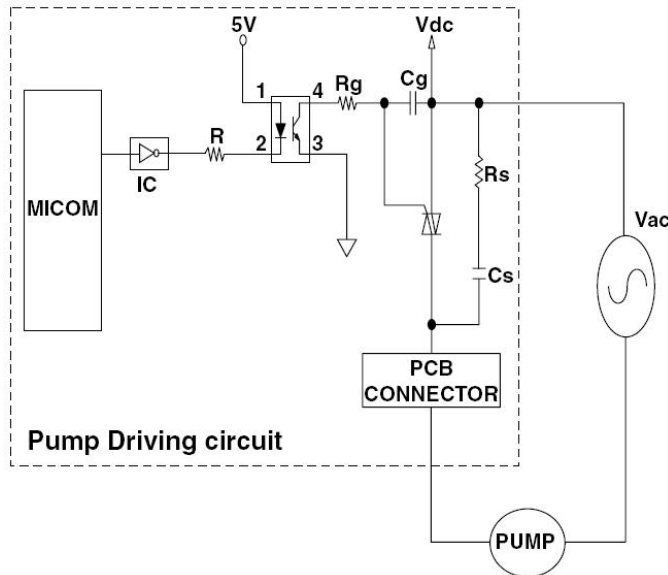 5V
Vdc
1
4
Rg
Cg
R
2
3
IC
MICOM
Rs
Vac
Cs
PCB
CONNECTOR
Pump Driving circuit
PUMP